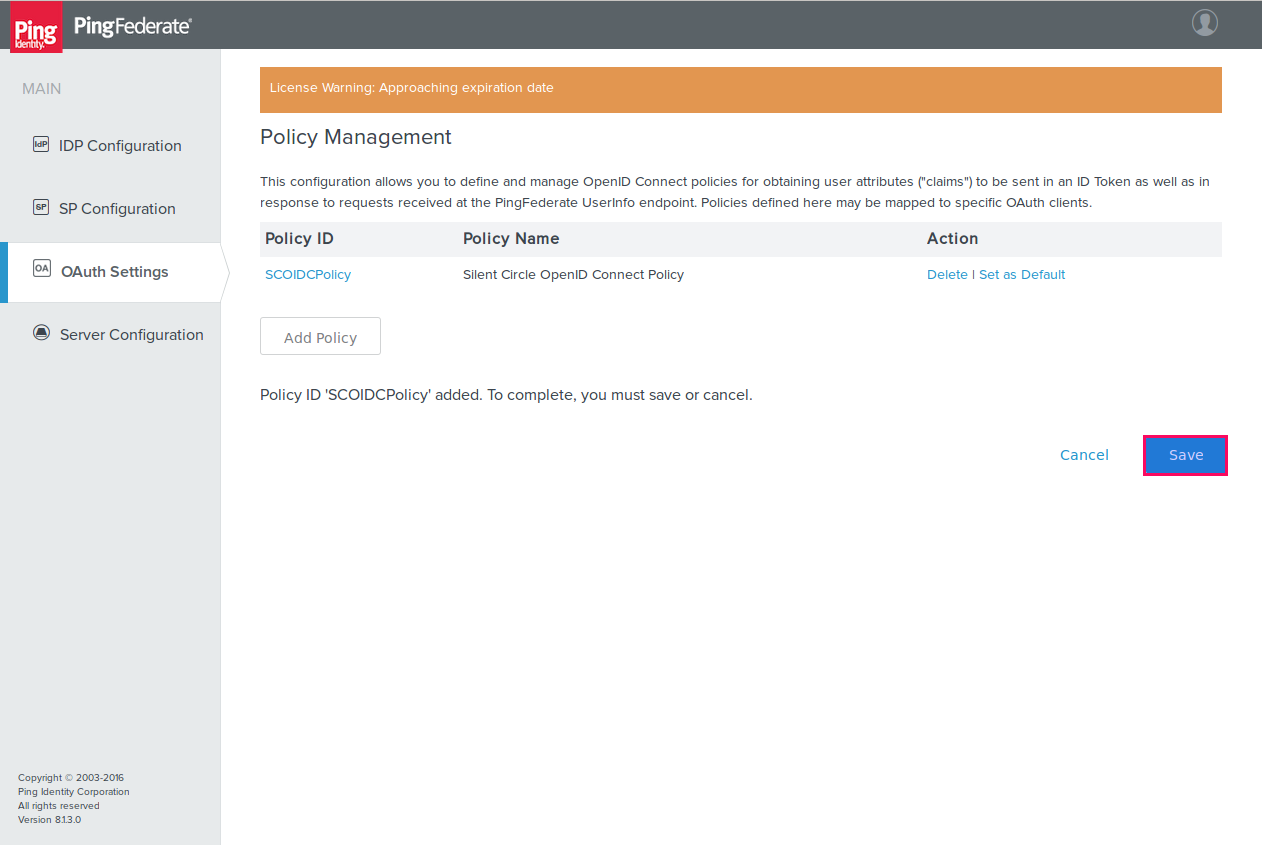 Ping
Identity.
PingFederate®
MAIN
IdP IDP Configuration
SP SP Configuration
OA OAuth Settings
Server Configuration
Copyright © 2003-2016
Ping Identity Corporation
All rights reserved
Version 8.1.3.0
License Warning: Approaching expiration date
Policy Management
This configuration allows you to define and manage OpenID Connect policies for obtaining user attributes ("claims") to be sent in an ID Token as well as in
response to requests received at the PingFederate UserInfo endpoint. Policies defined here may be mapped to specific OAuth clients.
Policy ID Policy Name Action
SCOIDCPolicy Silent Circle OpenID Connect Policy Delete | Set as Default
Add Policy
Policy ID 'SCOIDCPolicy' added. To complete, you must save or cancel.
Cancel Save